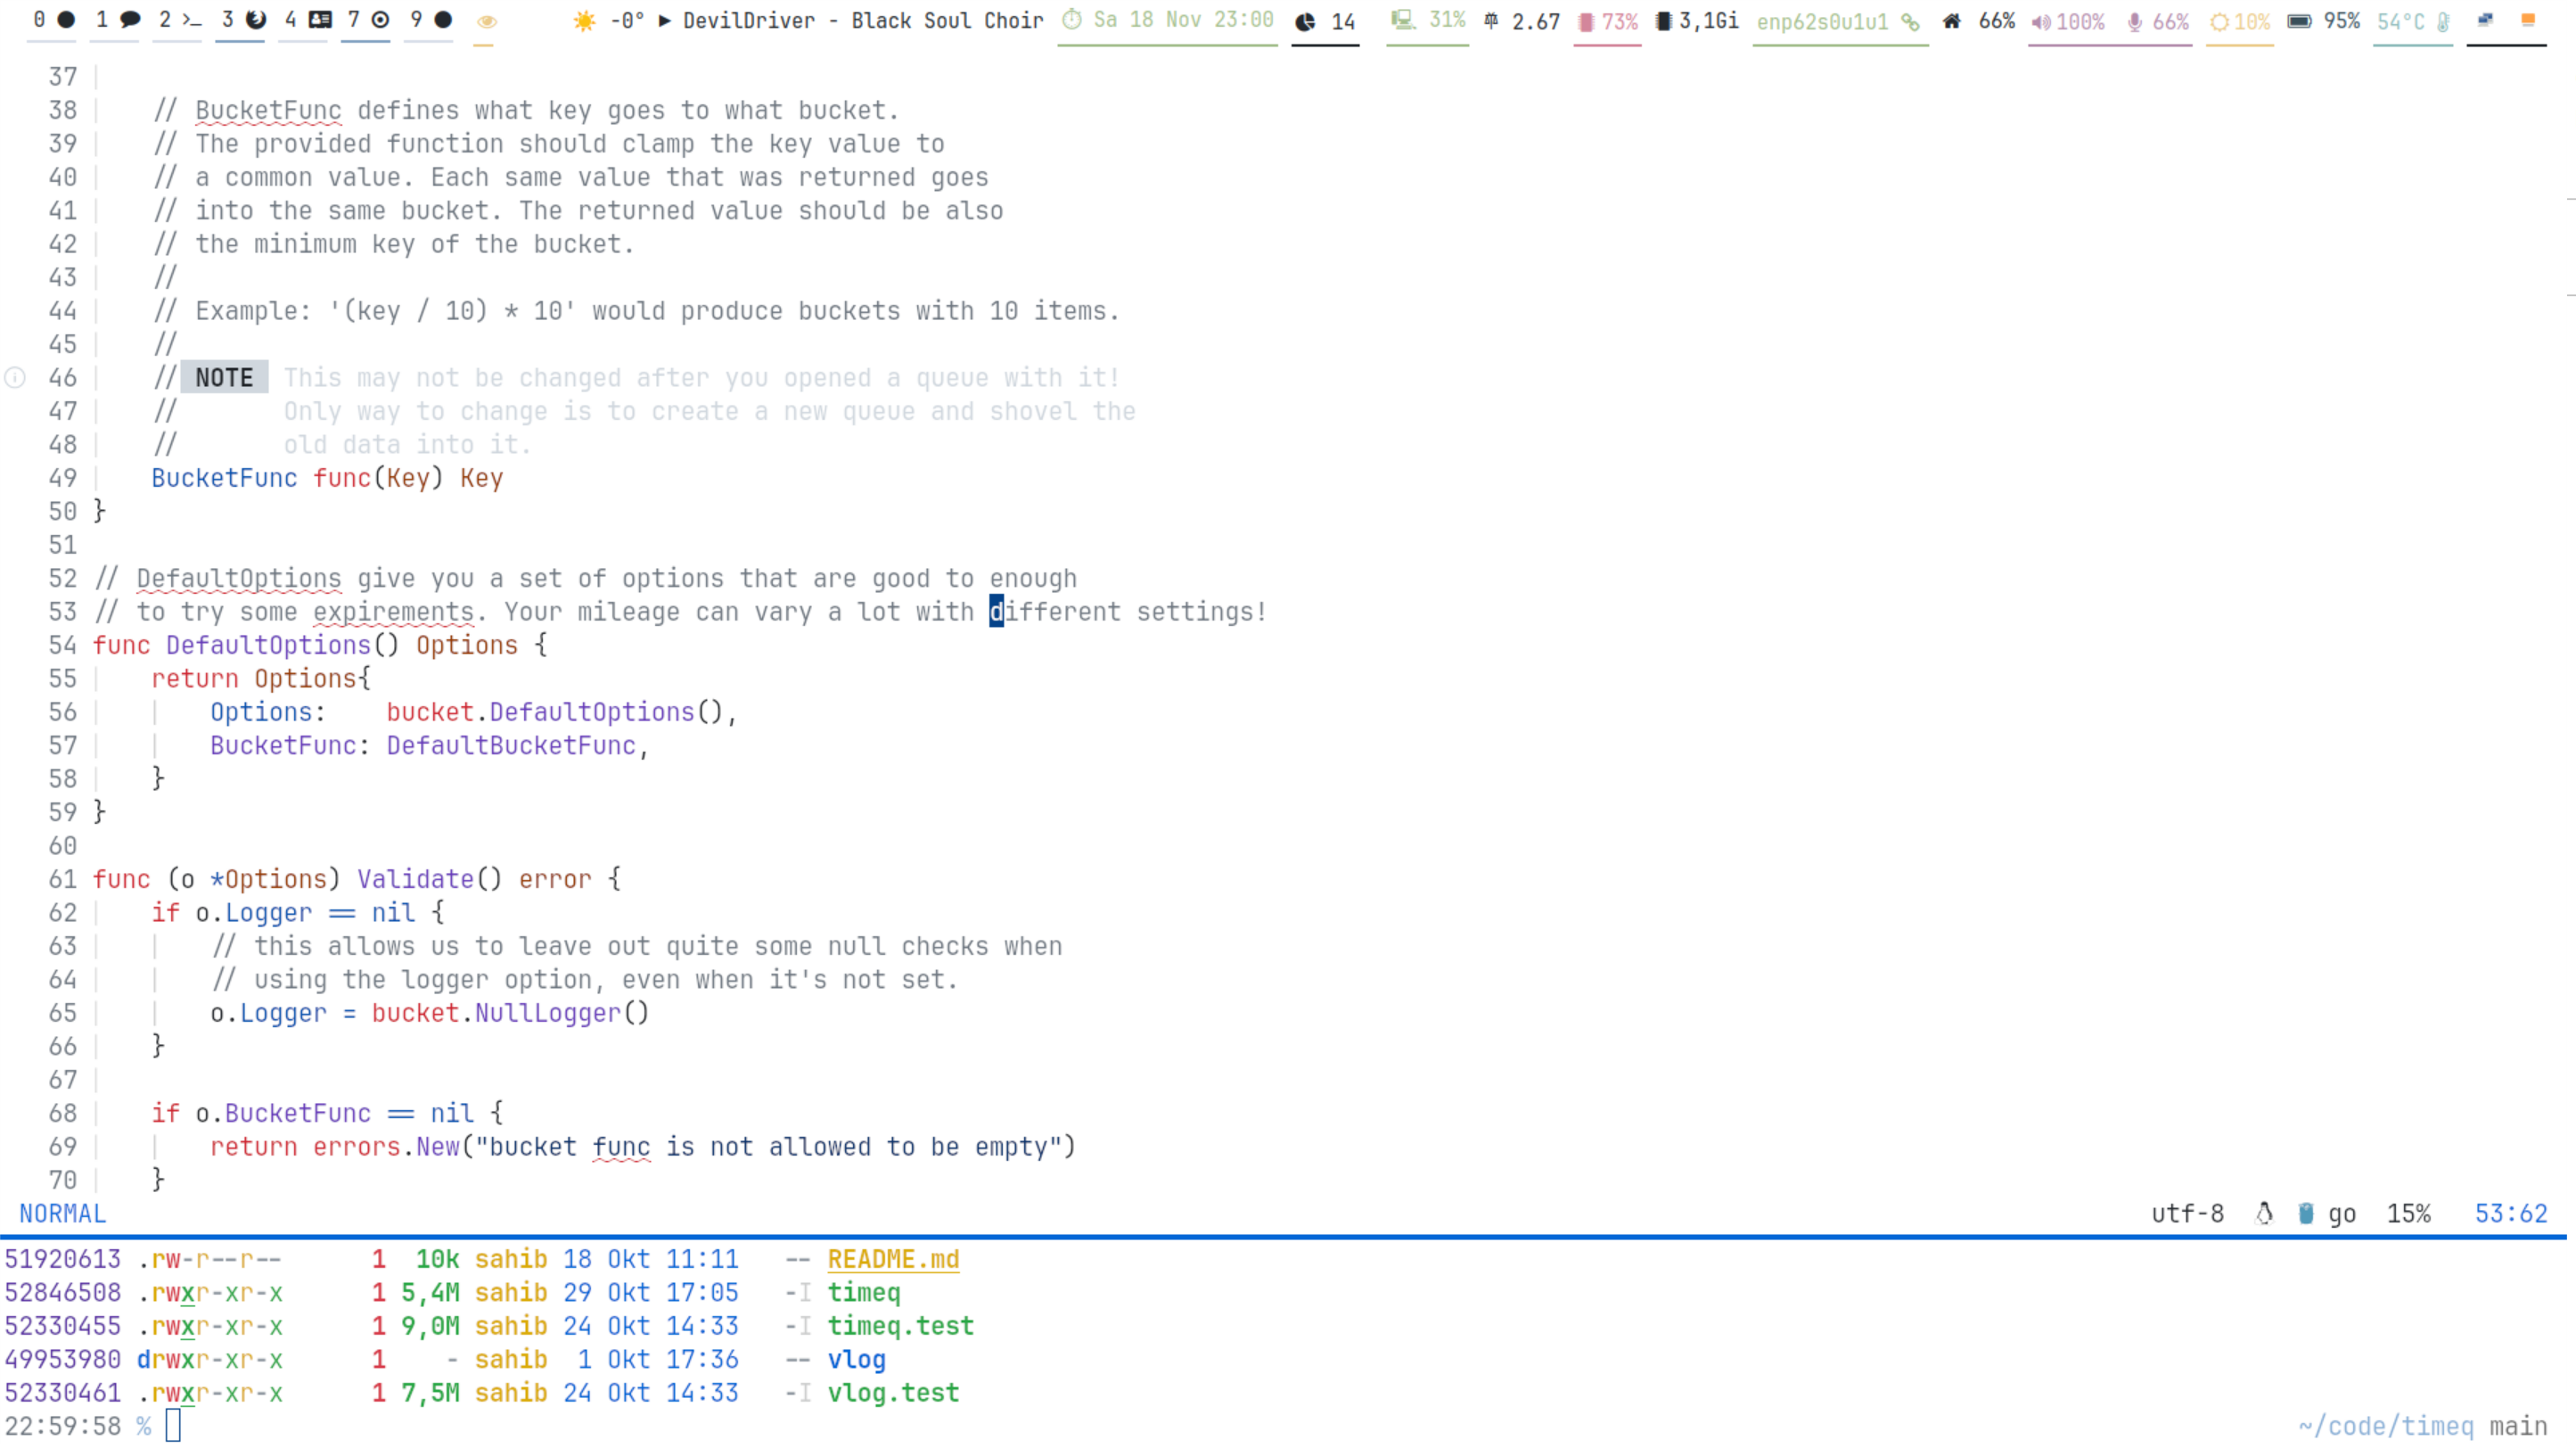 0 1 2 >_ 3 4 7 9 -0° ▶ DevilDriver - Black Soul Choir Sa 18 Nov 23:00 14 31% 2.67 73% 3,1Gi enp62s0u1u1 66% 100% 66% 10% 95% 54°C
37
38 // BucketFunc defines what key goes to what bucket.
39 // The provided function should clamp the key value to
40 // a common value. Each same value that was returned goes
41 // into the same bucket. The returned value should be also
42 // the minimum key of the bucket.
43 //
44 // Example: '(key / 10) * 10' would produce buckets with 10 items.
45 //
46 // NOTE This may not be changed after you opened a queue with it!
47 // Only way to change is to create a new queue and shovel the
48 // old data into it.
49 BucketFunc func(Key) Key
50 }
51
52 // DefaultOptions give you a set of options that are good to enough
53 // to try some expirements. Your mileage can vary a lot with different settings!
54 func DefaultOptions() Options {
55 return Options{
56 Options: bucket.DefaultOptions(),
57 BucketFunc: DefaultBucketFunc,
58 }
59 }
60
61 func (o *Options) Validate() error {
62 if o.Logger == nil {
63 // this allows us to leave out quite some null checks when
64 // using the logger option, even when it's not set.
65 o.Logger = bucket.NullLogger()
66 }
67
68 if o.BucketFunc == nil {
69 return errors.New("bucket func is not allowed to be empty")
70 }
NORMAL utf-8 go 15% 53:62
51920613 .rw-r--r-- 1 10k sahib 18 Okt 11:11 -- README.md
52846508 .rwxr-xr-x 1 5,4M sahib 29 Okt 17:05 -I timeq
52330455 .rwxr-xr-x 1 9,0M sahib 24 Okt 14:33 -I timeq.test
49953980 drwxr-xr-x 1 - sahib 1 Okt 17:36 -- vlog
52330461 .rwxr-xr-x 1 7,5M sahib 24 Okt 14:33 -I vlog.test
22:59:58 % ~/code/timeq main